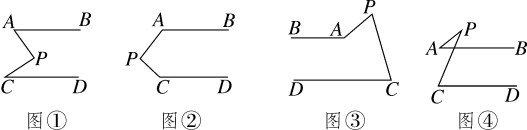 A B P C D
图①
A B P C D
图②
P B A D C
图③
P A B C D
图④